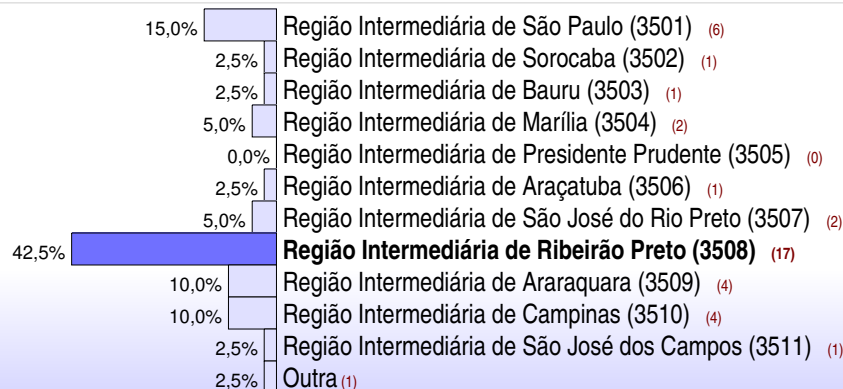 15,0% Região Intermediária de São Paulo (3501) (6)
2,5% Região Intermediária de Sorocaba (3502) (1)
2,5% Região Intermediária de Bauru (3503) (1)
5,0% Região Intermediária de Marília (3504) (2)
0,0% Região Intermediária de Presidente Prudente (3505) (0)
2,5% Região Intermediária de Araçatuba (3506) (1)
5,0% Região Intermediária de São José do Rio Preto (3507) (2)
42,5% Região Intermediária de Ribeirão Preto (3508) (17)
10,0% Região Intermediária de Araraquara (3509) (4)
10,0% Região Intermediária de Campinas (3510) (4)
2,5% Região Intermediária de São José dos Campos (3511) (1)
2,5% Outra (1)